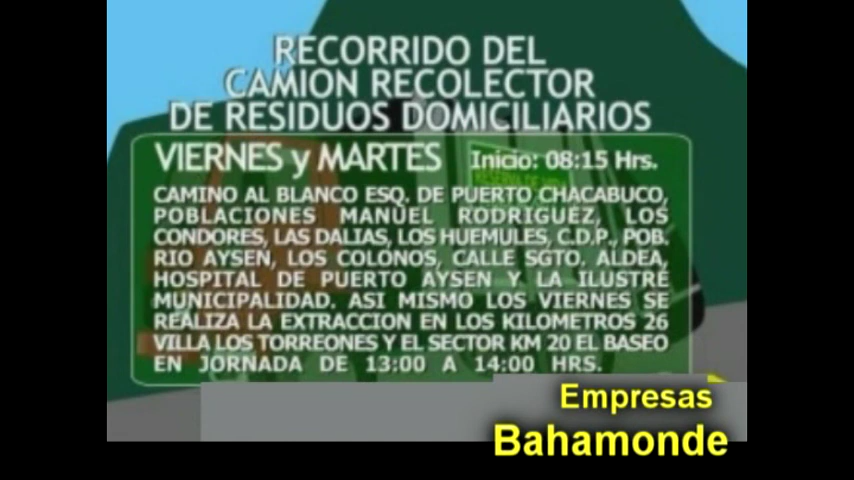 RECORRIDO DEL
CAMION RECOLECTOR
DE RESIDUOS DOMICILIARIOS
VIERNES y MARTES Inicio: 08:15 Hrs.
CAMINO AL BLANCO ESQ. DE PUERTO CHACABUCO,
POBLACIONES MANUEL RODRIGUEZ, LOS
CONDORES, LAS DALIAS, LOS HUEMULES, C.D.P., POB.
RIO AYSEN, LOS COLONOS, CALLE SGTO. ALDEA,
HOSPITAL DE PUERTO AYSEN Y LA ILUSTRE
MUNICIPALIDAD. ASI MISMO LOS VIERNES SE
REALIZA LA EXTRACCION EN LOS KILOMETROS 26
VILLA LOS TORREONES Y EL SECTOR KM 20 EL BASEO
EN JORNADA DE 13:00 A 14:00 HRS.
Empresas
Bahamonde